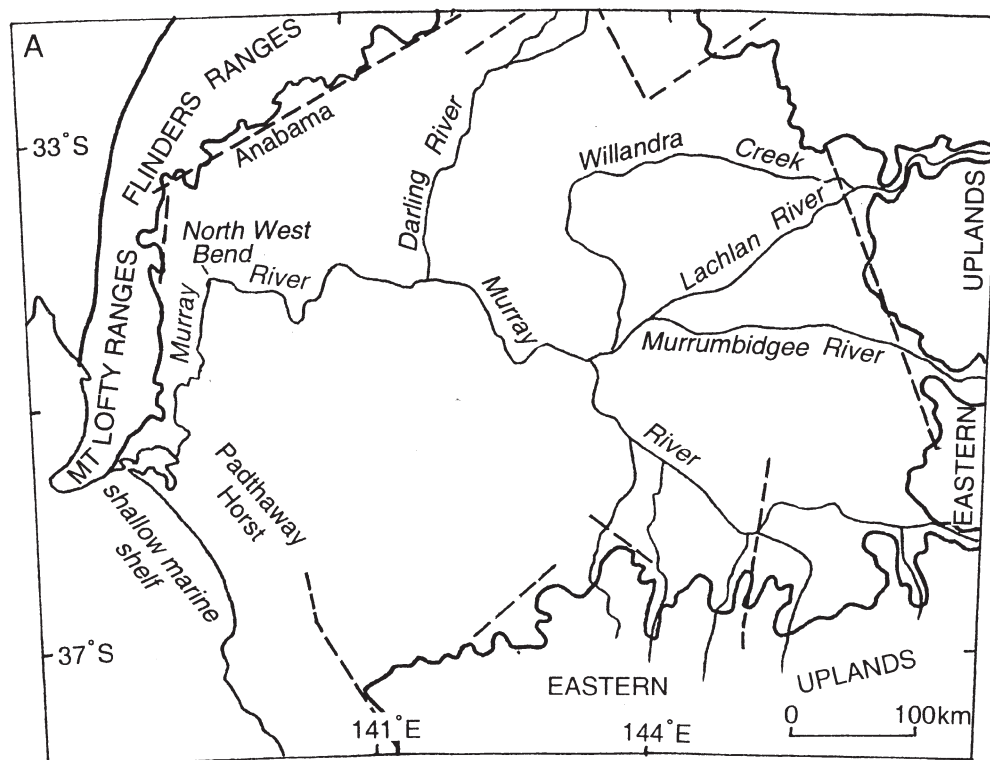 A
FLINDERS RANGES
Anabama
33°S
Darling River
Willandra Creek
Lachlan River
UPLANDS
North West
Bend
River
Murray
Murray
Murrumbidgee River
MT LOFTY RANGES
River
EASTERN
Padthaway
Horst
shallow marine
shelf
37°S
EASTERN
UPLANDS
0 100km
141°E
144°E